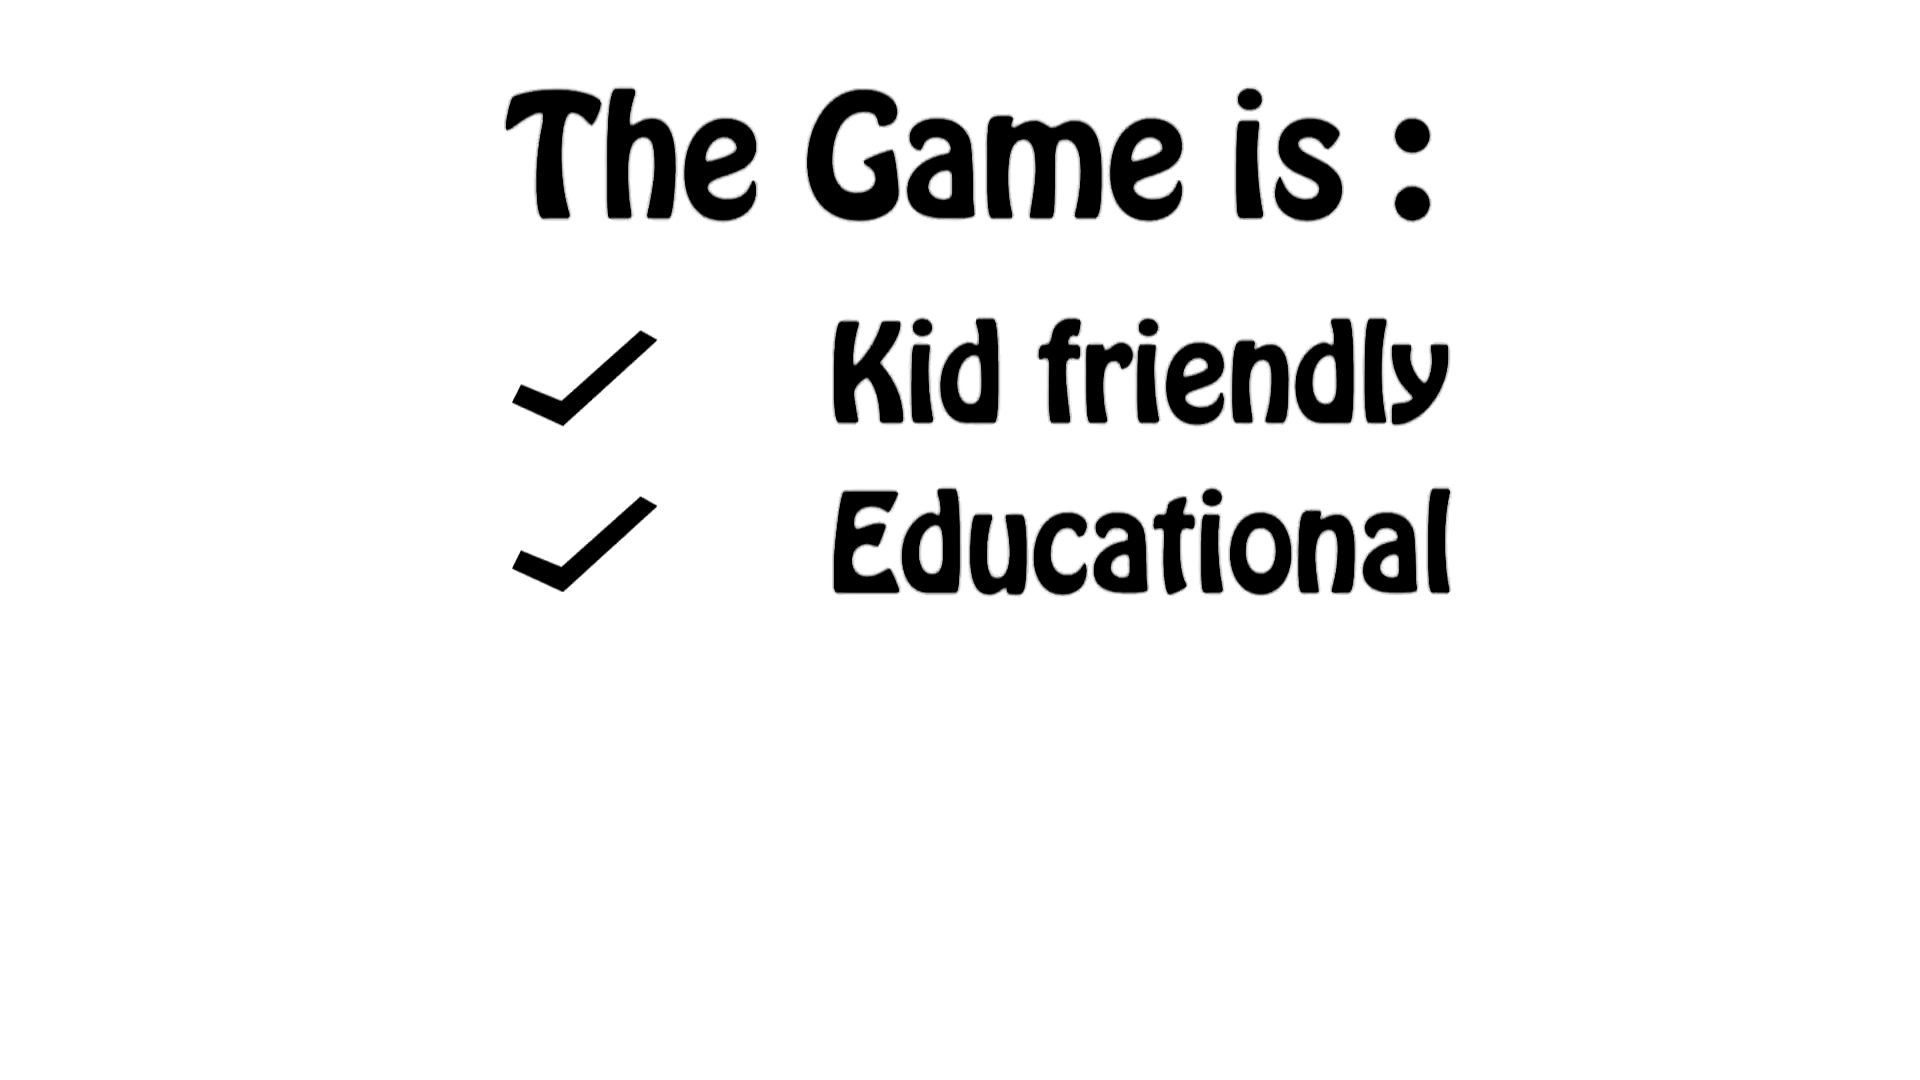 The Game is :
✓ Kid friendly
✓ Educational